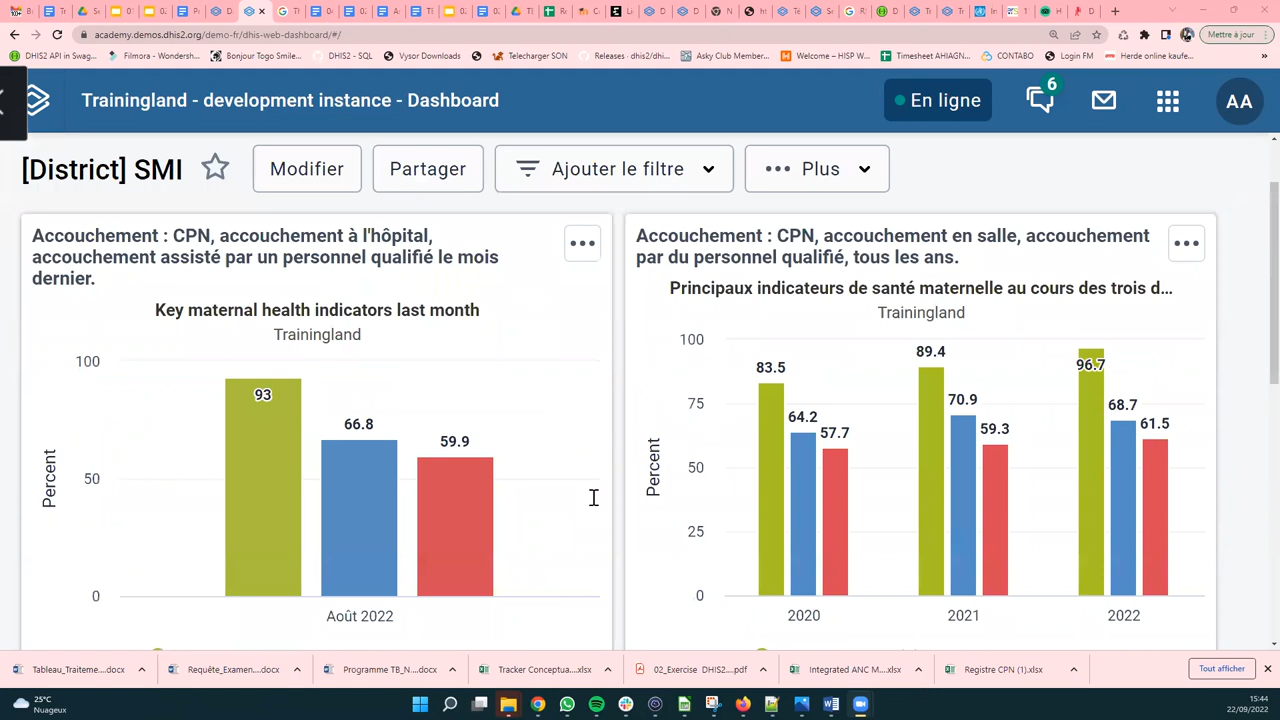 academy.demos.dhis2.org/demo-fr/dhis-web-dashboard/#/
Mettre à jour
DHIS2 API in Swag...
Filmora - Wondersh...
Bonjour Togo Smile...
DHIS2 - SQL
Vysor Downloads
Telecharger SON
Releases · dhis2/dhi...
Asky Club Member...
Welcome – HISP W...
Timesheet AHIAGN...
CONTABO
Login FM
Herde online kaufe...
Trainingland - development instance - Dashboard
En ligne
6
AA
[District] SMI
Modifier
Partager
Ajouter le filtre
Plus
Accouchement : CPN, accouchement à l'hôpital,
accouchement assisté par un personnel qualifié le mois
dernier.
Key maternal health indicators last month
Trainingland
Percent
100
50
0
93
66.8
59.9
Août 2022
Accouchement : CPN, accouchement en salle, accouchement
par du personnel qualifié, tous les ans.
Principaux indicateurs de santé maternelle au cours des trois d...
Trainingland
Percent
100
75
50
25
0
83.5
64.2
57.7
89.4
70.9
59.3
96.7
68.7
61.5
2020
2021
2022
Tableau_Traiteme....docx
Requête_Examen....docx
Programme TB_N....docx
Tracker Conceptua....xlsx
02_Exercise DHIS2....pdf
Integrated ANC M....xlsx
Registre CPN (1).xlsx
Tout afficher
25°C
Nuageux
15:44
22/09/2022